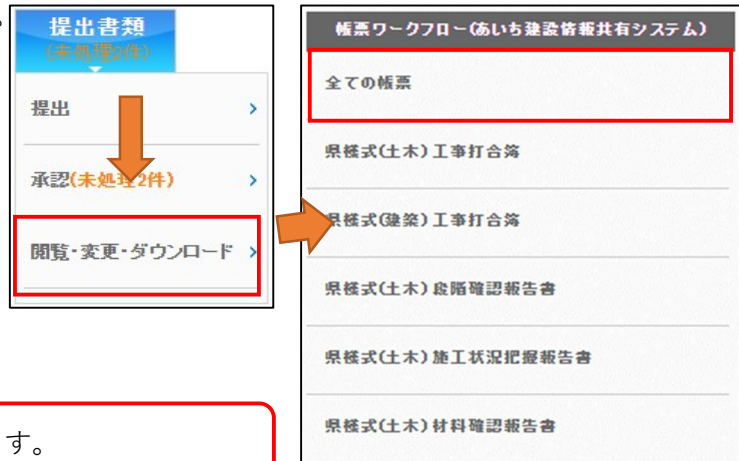 。
提出書類
(未処理2件)
提出
承認(未処理2件)
閲覧・変更・ダウンロード
帳票ワークフロー(あいち建設情報共有システム)
全ての帳票
県様式(土木)工事打合簿
県様式(建築)工事打合簿
県様式(土木)段階確認報告書
県様式(土木)施工状況把握報告書
県様式(土木)材料確認報告書
す。